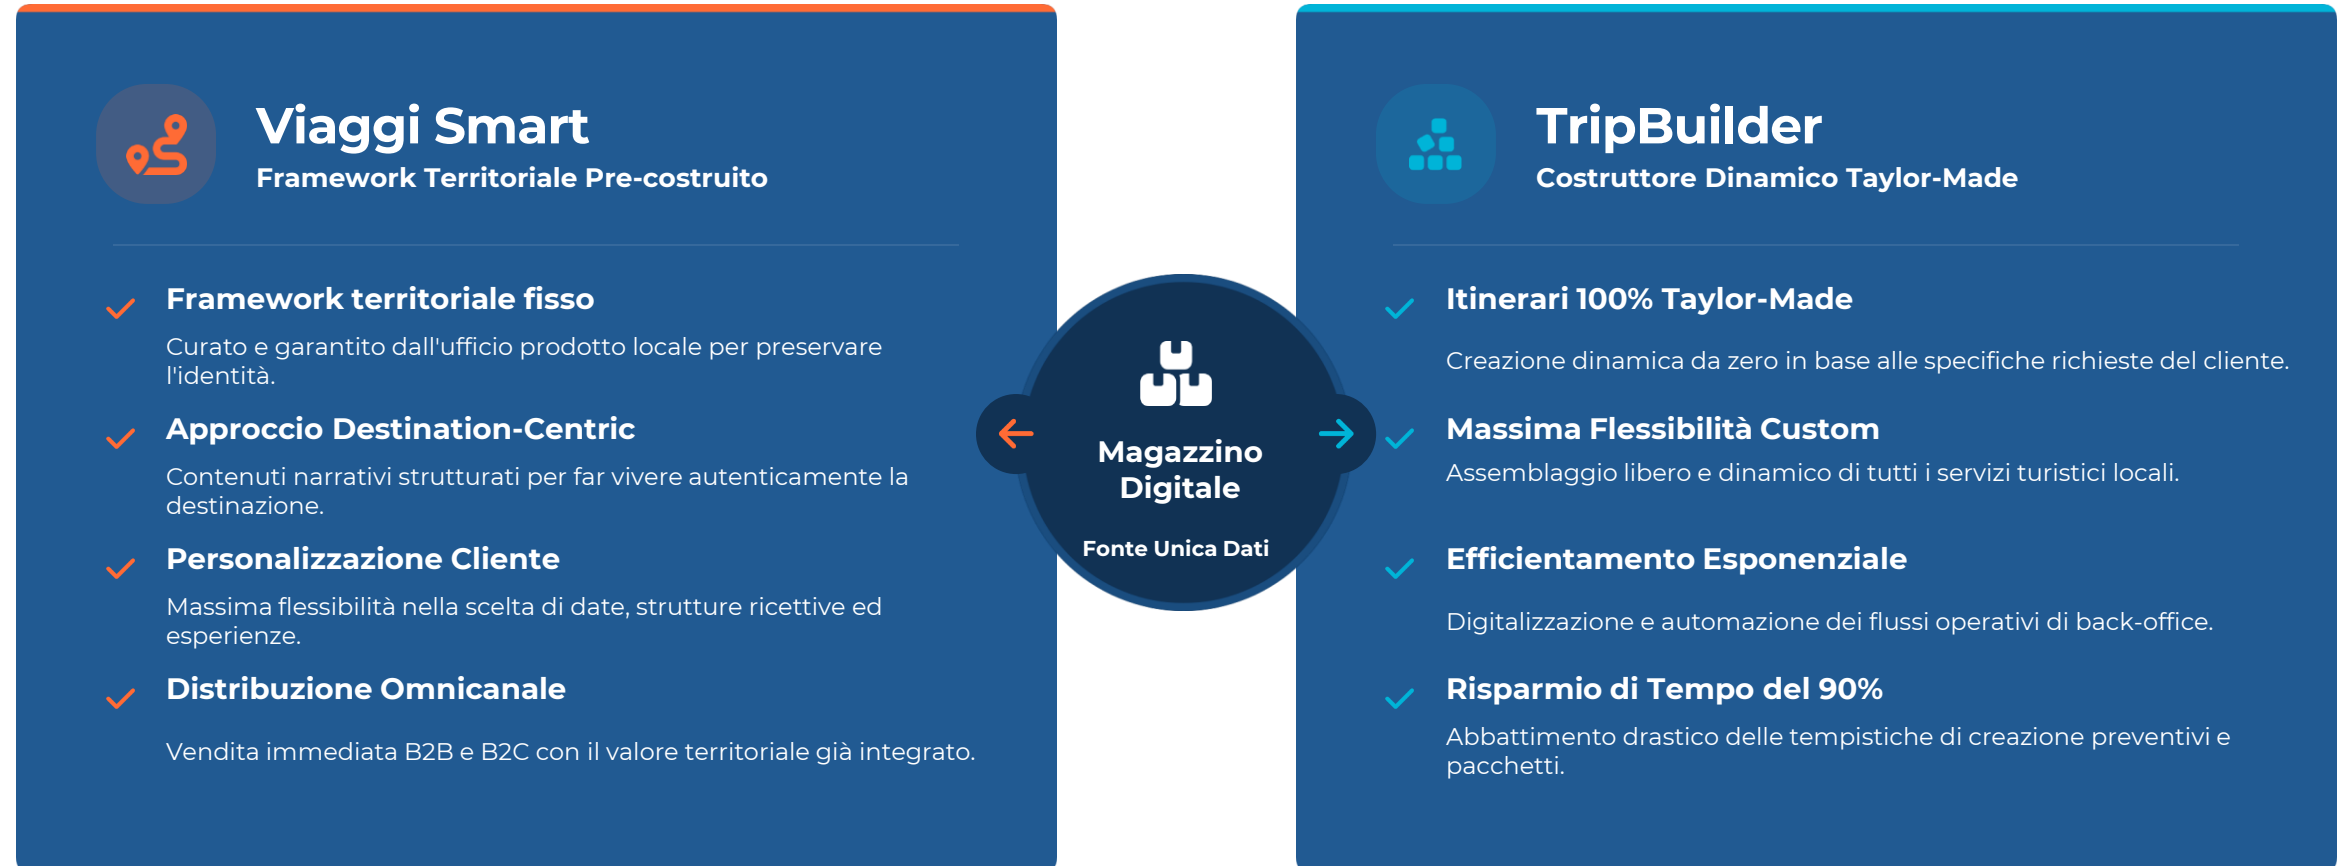 Viaggi Smart
Framework Territoriale Pre-costruito
Framework territoriale fisso
Curato e garantito dall'ufficio prodotto locale per preservare
l'identità.
Approccio Destination-Centric
Contenuti narrativi strutturati per far vivere autenticamente la
destinazione.
Personalizzazione Cliente
Massima flessibilità nella scelta di date, strutture ricettive ed
esperienze.
Distribuzione Omnicanale
Vendita immediata B2B e B2C con il valore territoriale già integrato.
Magazzino
Digitale
Fonte Unica Dati
TripBuilder
Costruttore Dinamico Taylor-Made
Itinerari 100% Taylor-Made
Creazione dinamica da zero in base alle specifiche richieste del cliente.
Massima Flessibilità Custom
Assemblaggio libero e dinamico di tutti i servizi turistici locali.
Efficientamento Esponenziale
Digitalizzazione e automazione dei flussi operativi di back-office.
Risparmio di Tempo del 90%
Abbattimento drastico delle tempistiche di creazione preventivi e
pacchetti.